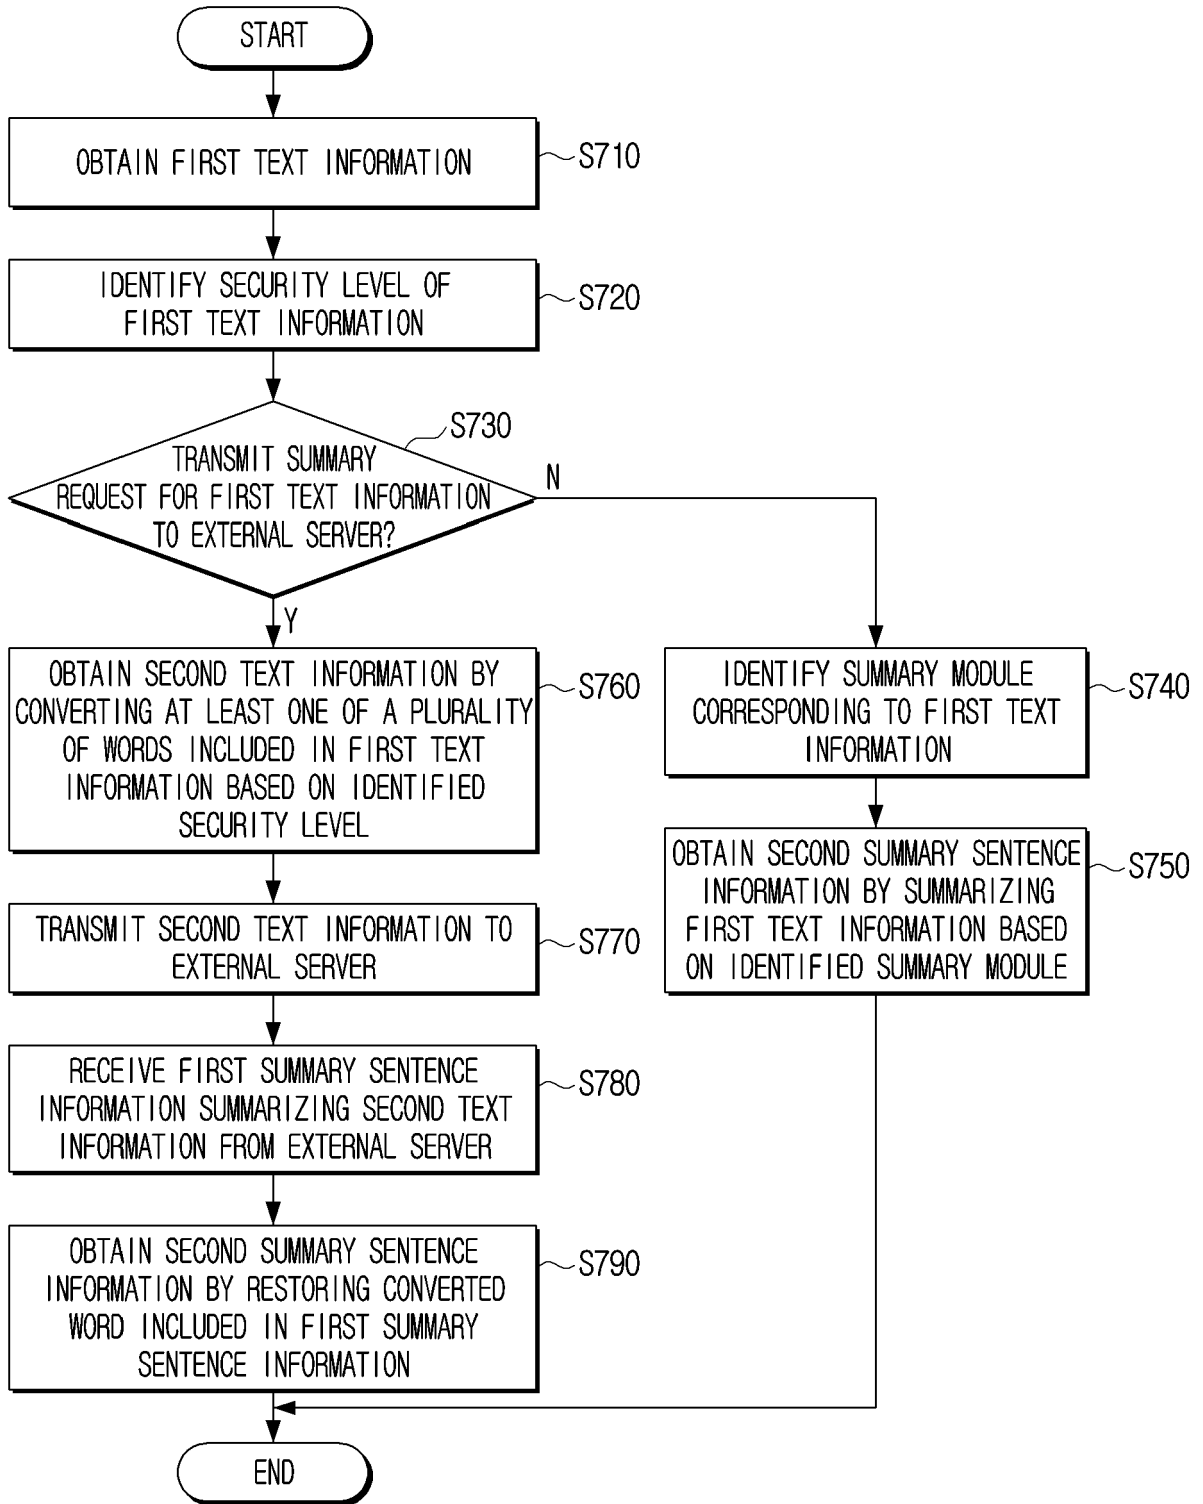 START
OBTAIN FIRST TEXT INFORMATION
S710
IDENTIFY SECURITY LEVEL OF
FIRST TEXT INFORMATION
S720
S730
TRANSMIT SUMMARY
REQUEST FOR FIRST TEXT INFORMATION
TO EXTERNAL SERVER?
N
Y
OBTAIN SECOND TEXT INFORMATION BY
CONVERTING AT LEAST ONE OF A PLURALITY
OF WORDS INCLUDED IN FIRST TEXT
INFORMATION BASED ON IDENTIFIED
SECURITY LEVEL
S760
IDENTIFY SUMMARY MODULE
CORRESPONDING TO FIRST TEXT
INFORMATION
S740
OBTAIN SECOND SUMMARY SENTENCE
INFORMATION BY SUMMARIZING
FIRST TEXT INFORMATION BASED
ON IDENTIFIED SUMMARY MODULE
S750
TRANSMIT SECOND TEXT INFORMATION TO
EXTERNAL SERVER
S770
RECEIVE FIRST SUMMARY SENTENCE
INFORMATION SUMMARIZING SECOND TEXT
INFORMATION FROM EXTERNAL SERVER
S780
OBTAIN SECOND SUMMARY SENTENCE
INFORMATION BY RESTORING CONVERTED
WORD INCLUDED IN FIRST SUMMARY
SENTENCE INFORMATION
S790
END